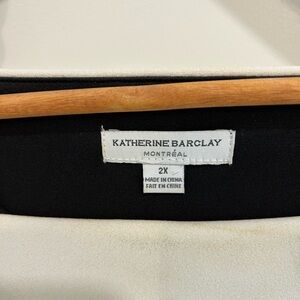 KATHERINE BARCLAY
MONTRÉAL
2X
MADE IN CHINA
FAIT EN CHINE